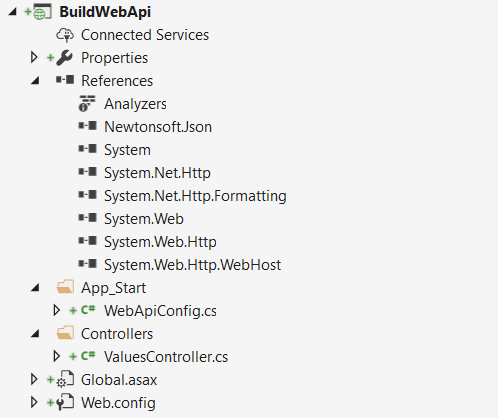 BuildWebApi
Connected Services
Properties
References
Analyzers
Newtonsoft.Json
System
System.Net.Http
System.Net.Http.Formatting
System.Web
System.Web.Http
System.Web.Http.WebHost
App_Start
C# WebApiConfig.cs
Controllers
C# ValuesController.cs
Global.asax
Web.config